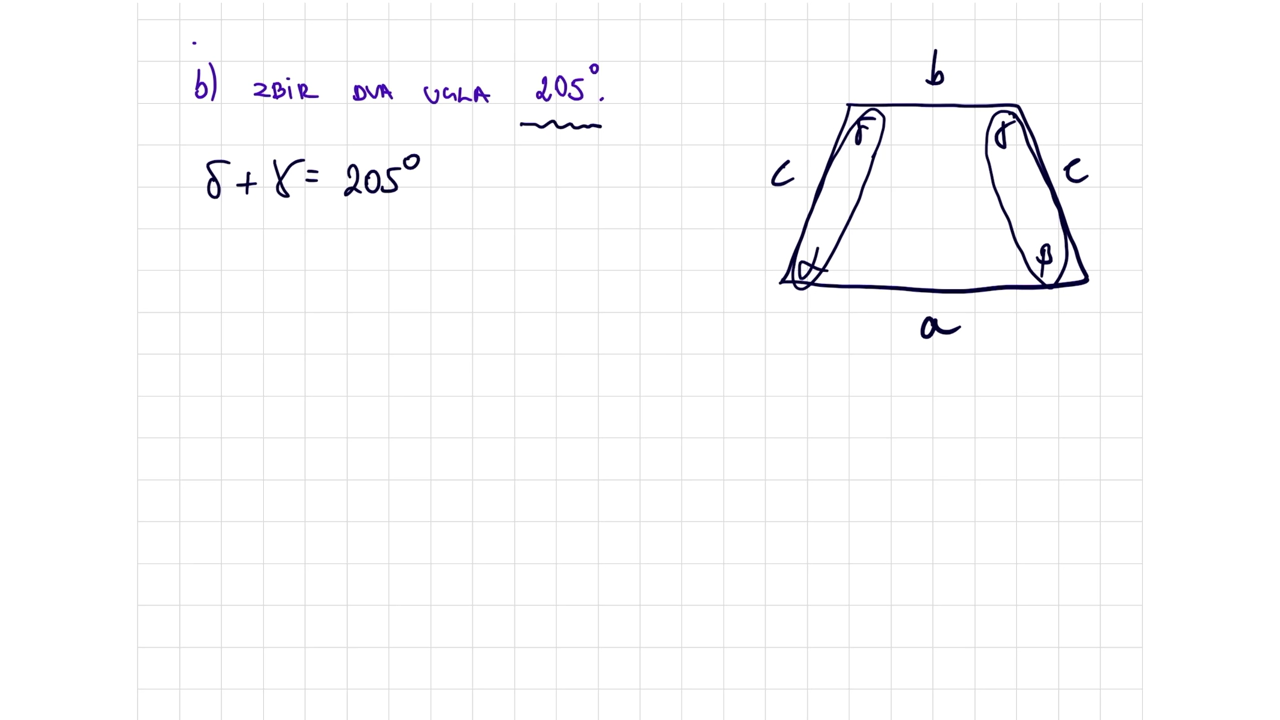 b) ZBIR DVA UGLA 205°.
δ + γ = 205°
b
δ γ
c c
α β
a